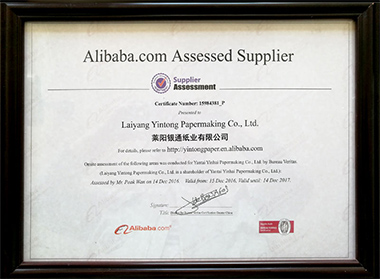 Alibaba.com Assessed Supplier
Supplier
Assessment
Certificate Number: 15984381_P
Presented to
Laiyang Yintong Papermaking Co., Ltd.
莱阳银通纸业有限公司
For details, please refer to http://yintongpaper.en.alibaba.com
Onsite assessment of the following areas was conducted for Yantai Yinhai Papermaking Co., Ltd. by Bureau Veritas.
(Laiyang Yintong Papermaking Co., Ltd. is a shareholder of Yantai Yinhai Papermaking Co., Ltd.):
Assessed by Mr. Peak Wan on 14 Dec 2016. Valid from: 15 Dec 2016, Valid until: 14 Dec 2017.
Signature:
Title:
Alibaba.com